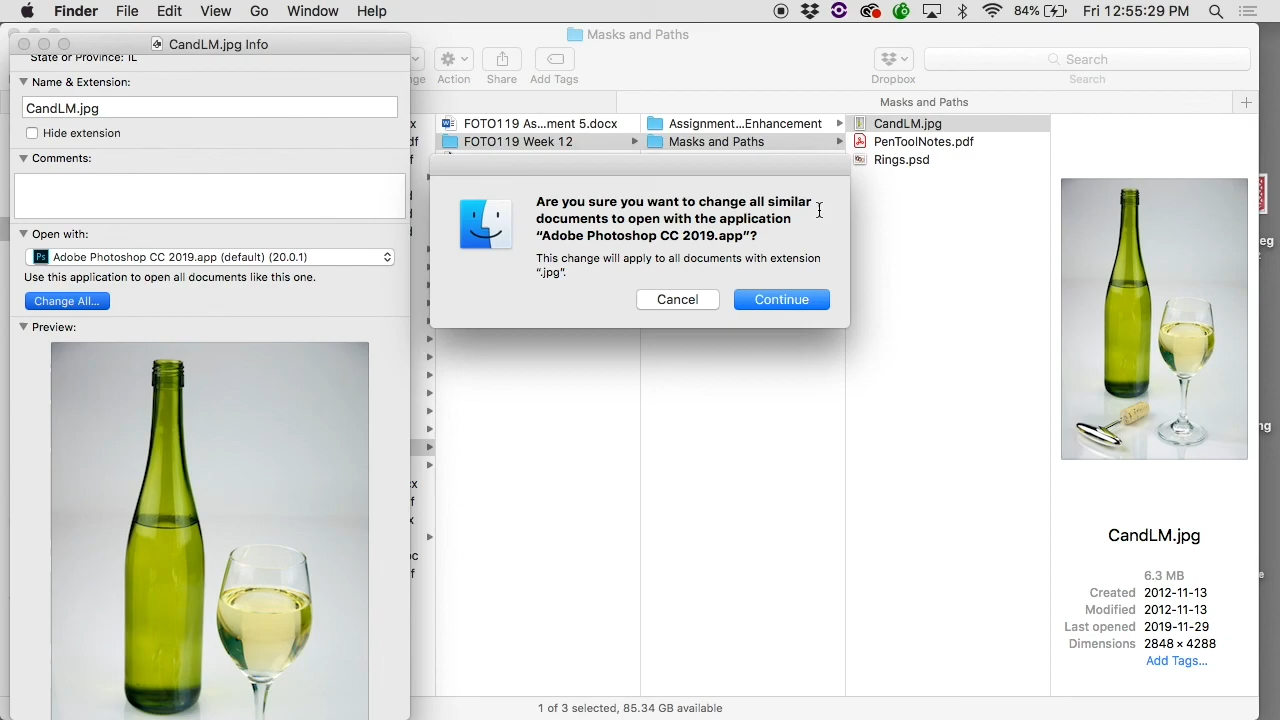 Finder File Edit View Go Window Help 84% Fri 12:55:29 PM
CandLM.jpg Info
Masks and Paths
State or Province: IL
Action Share Add Tags Dropbox Search
Search
Name & Extension:
CandLM.jpg
Hide extension
Comments:
Open with:
Ps Adobe Photoshop CC 2019.app (default) (20.0.1)
Use this application to open all documents like this one.
Change All...
Preview:
Masks and Paths
FOTO119 As...ment 5.docx
FOTO119 Week 12
Assignment...Enhancement
Masks and Paths
CandLM.jpg
PenToolNotes.pdf
Rings.psd
Are you sure you want to change all similar
documents to open with the application
“Adobe Photoshop CC 2019.app”?
This change will apply to all documents with extension
“.jpg”.
Cancel Continue
CandLM.jpg
6.3 MB
Created 2012-11-13
Modified 2012-11-13
Last opened 2019-11-29
Dimensions 2848 × 4288
Add Tags...
1 of 3 selected, 85.34 GB available